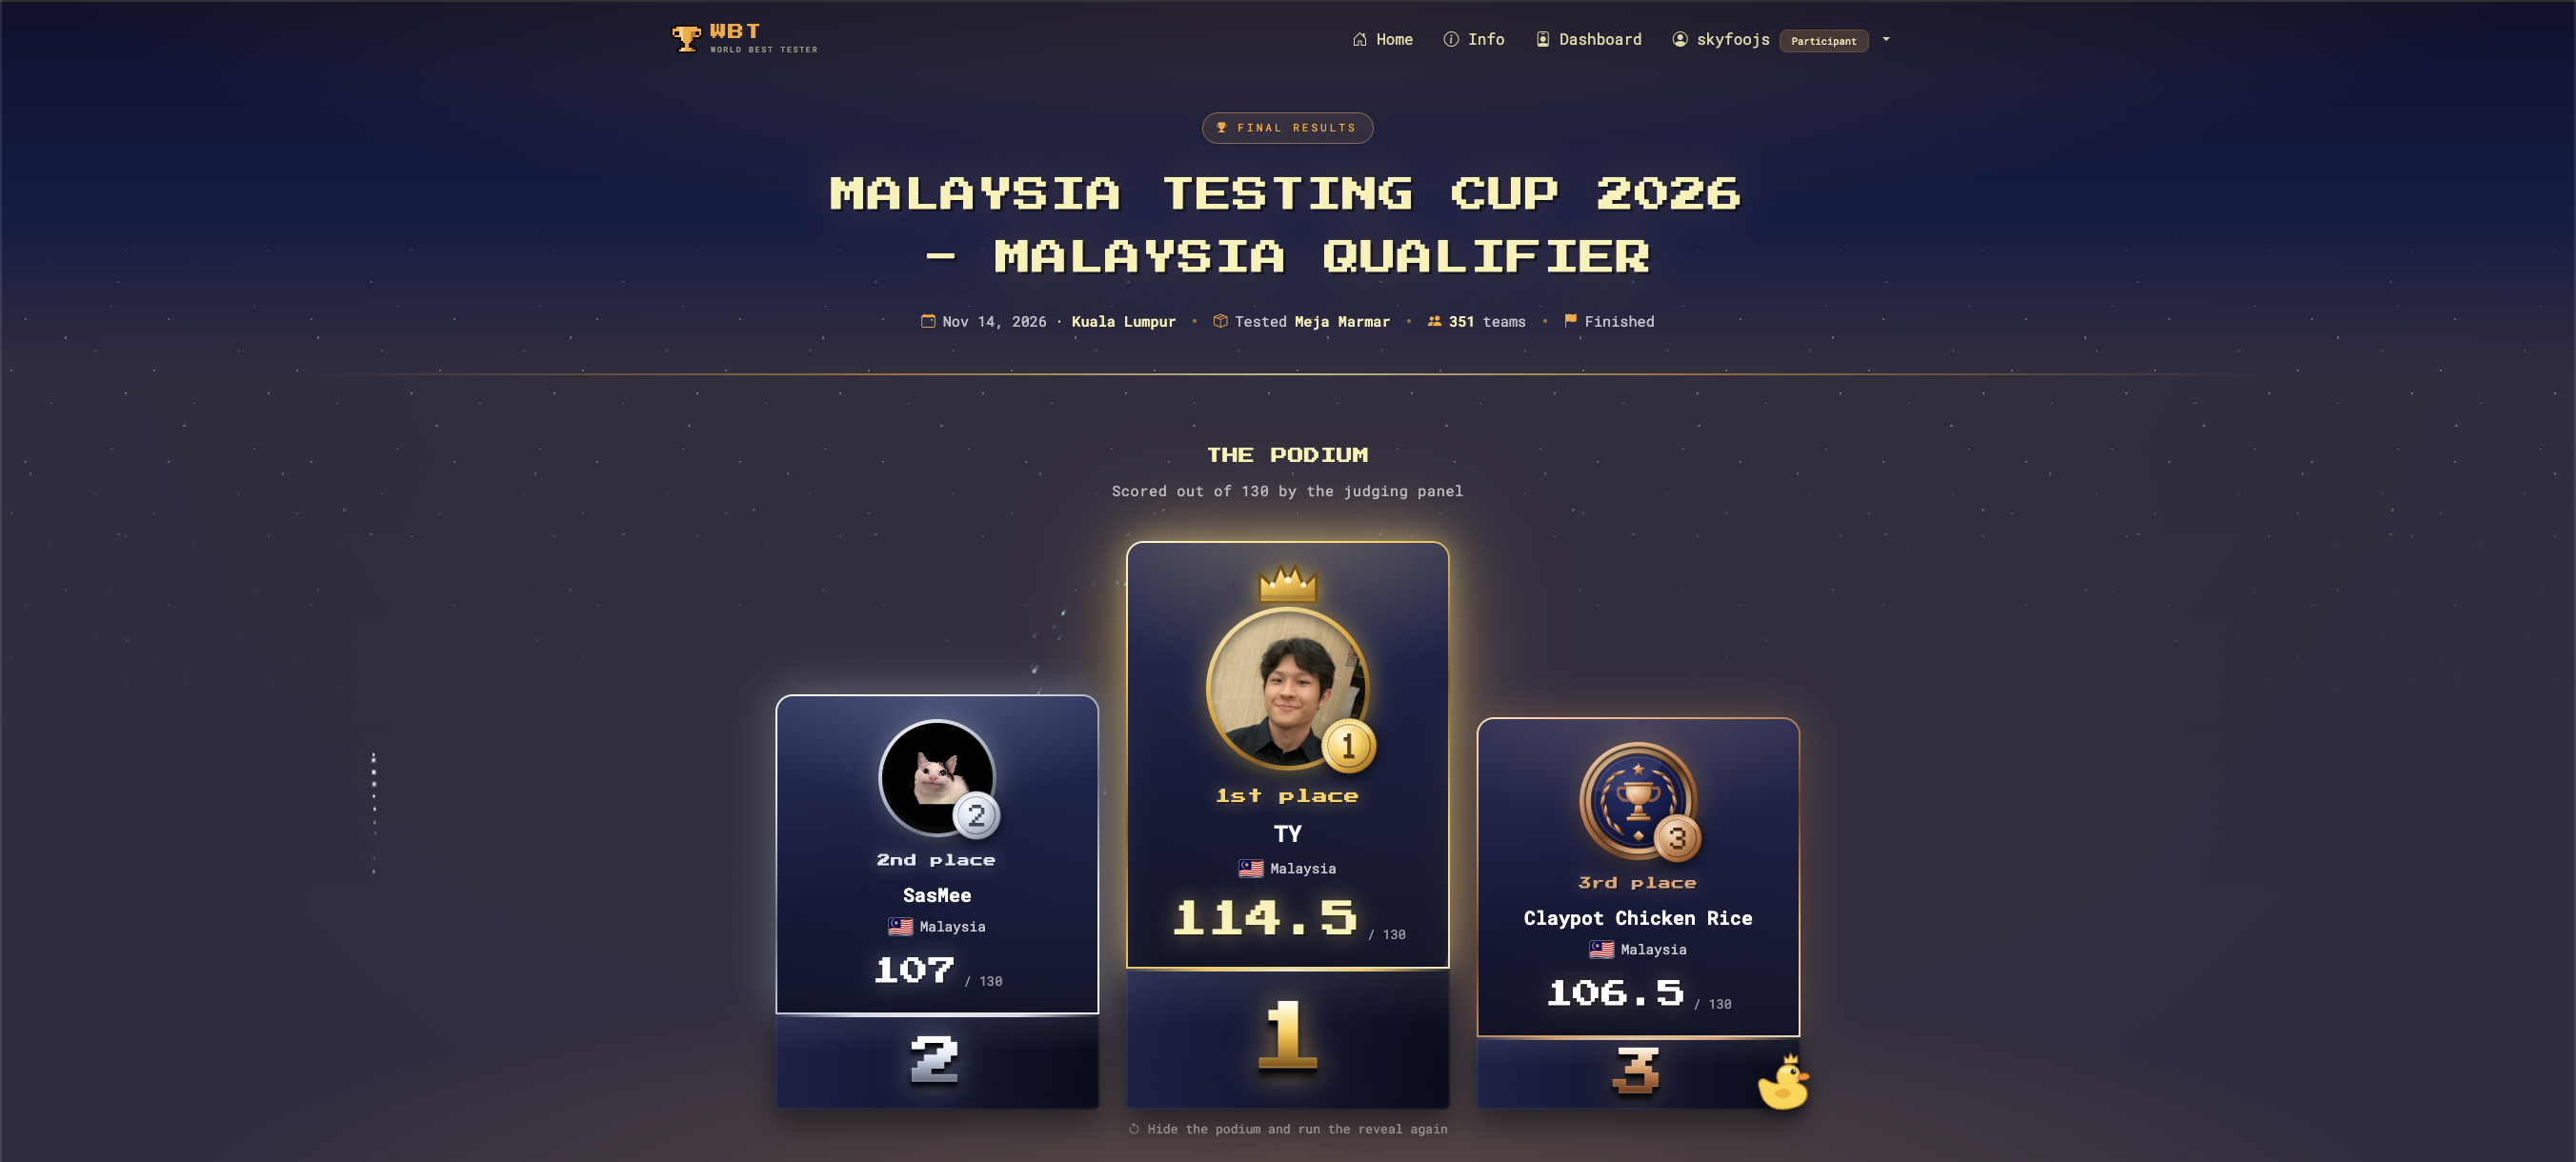 WBT
WORLD BEST TESTER
Home
Info
Dashboard
skyfoojs
Participant
FINAL RESULTS
MALAYSIA TESTING CUP 2026
– MALAYSIA QUALIFIER
Nov 14, 2026 · Kuala Lumpur • Tested Meja Marmar • 351 teams • Finished
THE PODIUM
Scored out of 130 by the judging panel
2
2nd place
SasMee
Malaysia
107 / 130
2
1
1st place
TY
Malaysia
114.5 / 130
1
3
3rd place
Claypot Chicken Rice
Malaysia
106.5 / 130
3
Hide the podium and run the reveal again